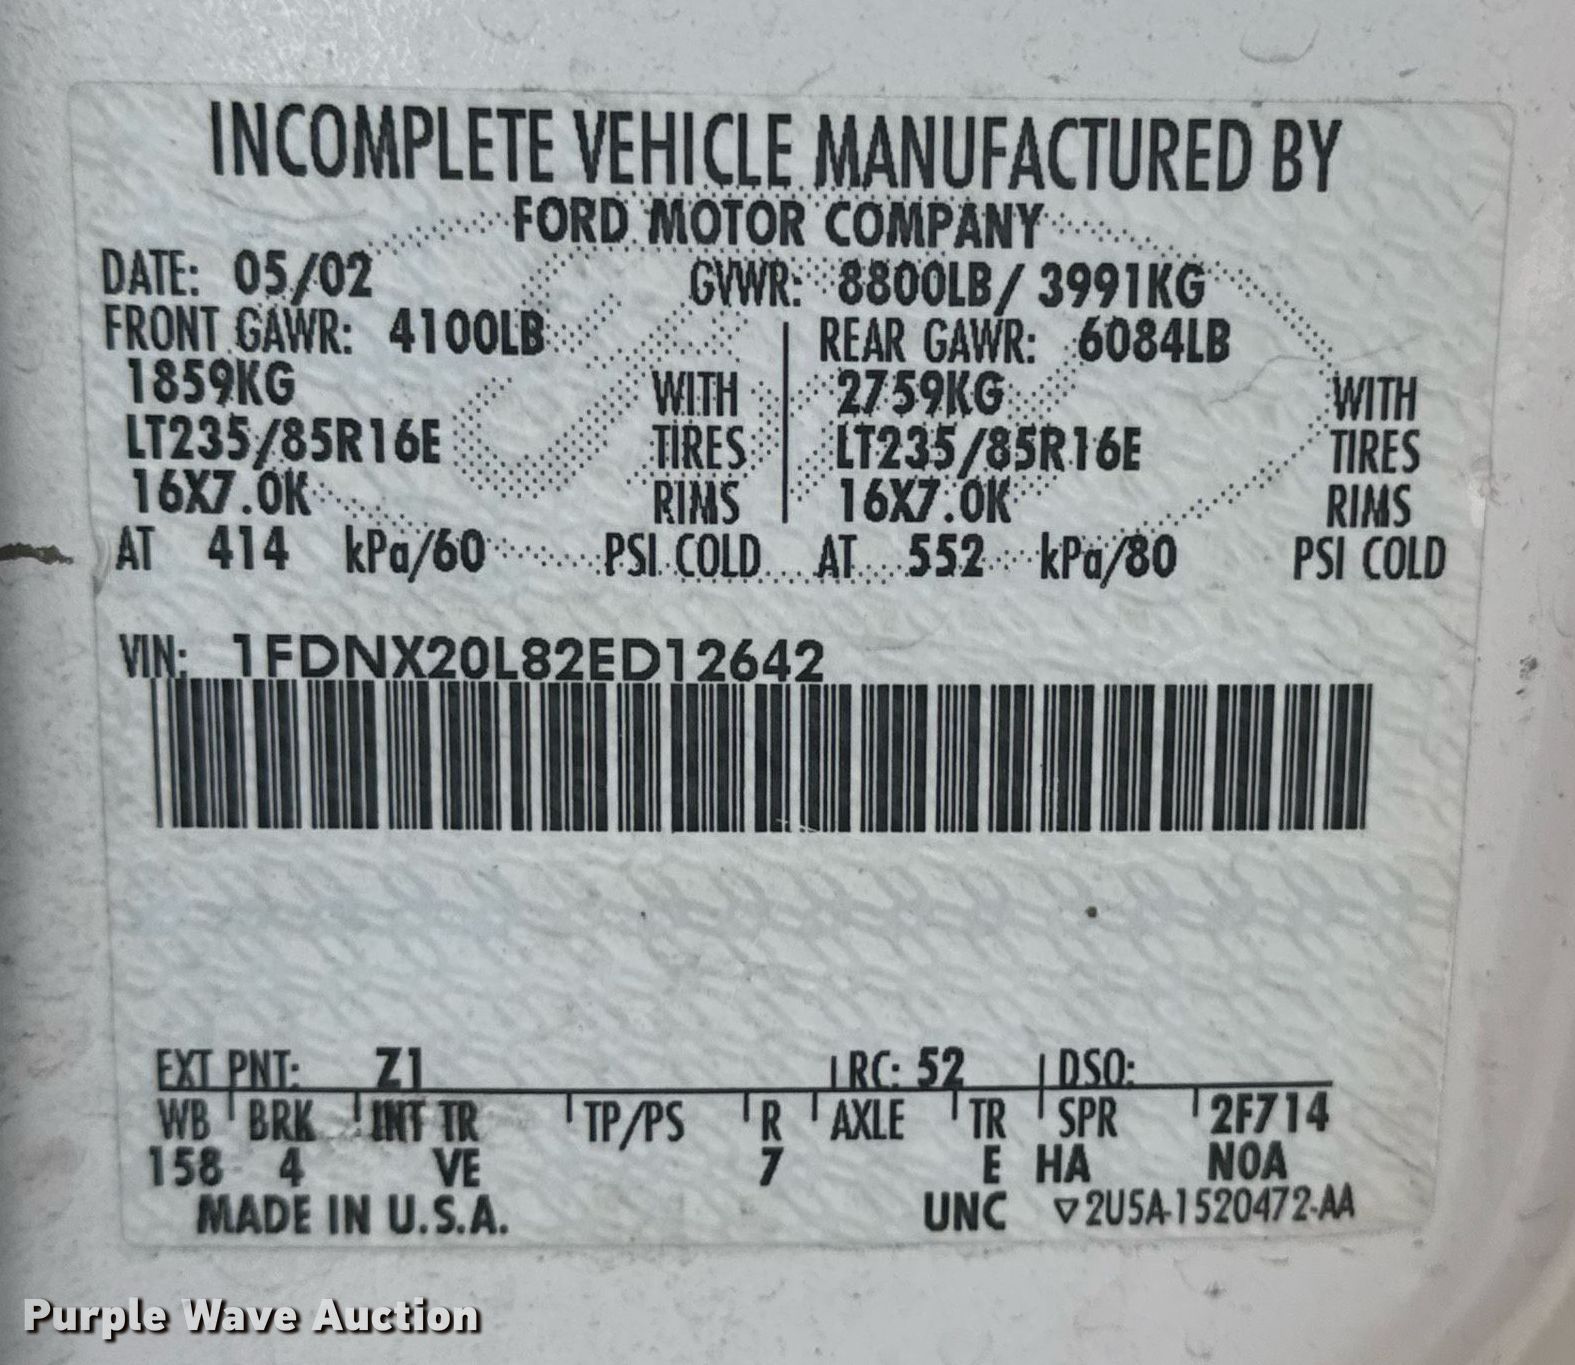 INCOMPLETE VEHICLE MANUFACTURED BY
FORD MOTOR COMPANY
DATE: 05/02 GVWR: 8800LB/ 3991KG
FRONT GAWR: 4100LB REAR GAWR: 6084LB
1859KG WITH 2759KG WITH
LT235/85R16E TIRES LT235/85R16E TIRES
16X7.0K RIMS 16X7.0K RIMS
AT 414 kPa/60 PSI COLD AT 552 kPa/80 PSI COLD
VIN: 1FDNX20L82ED12642
EXT PNT: Z1 RC: 52 DSO:
WB BRK INT TR TP/PS R AXLE TR SPR 2F714
158 4 VE 7 E HA NOA
MADE IN U.S.A. UNC ▽2U5A-1520472-AA
Purple Wave Auction